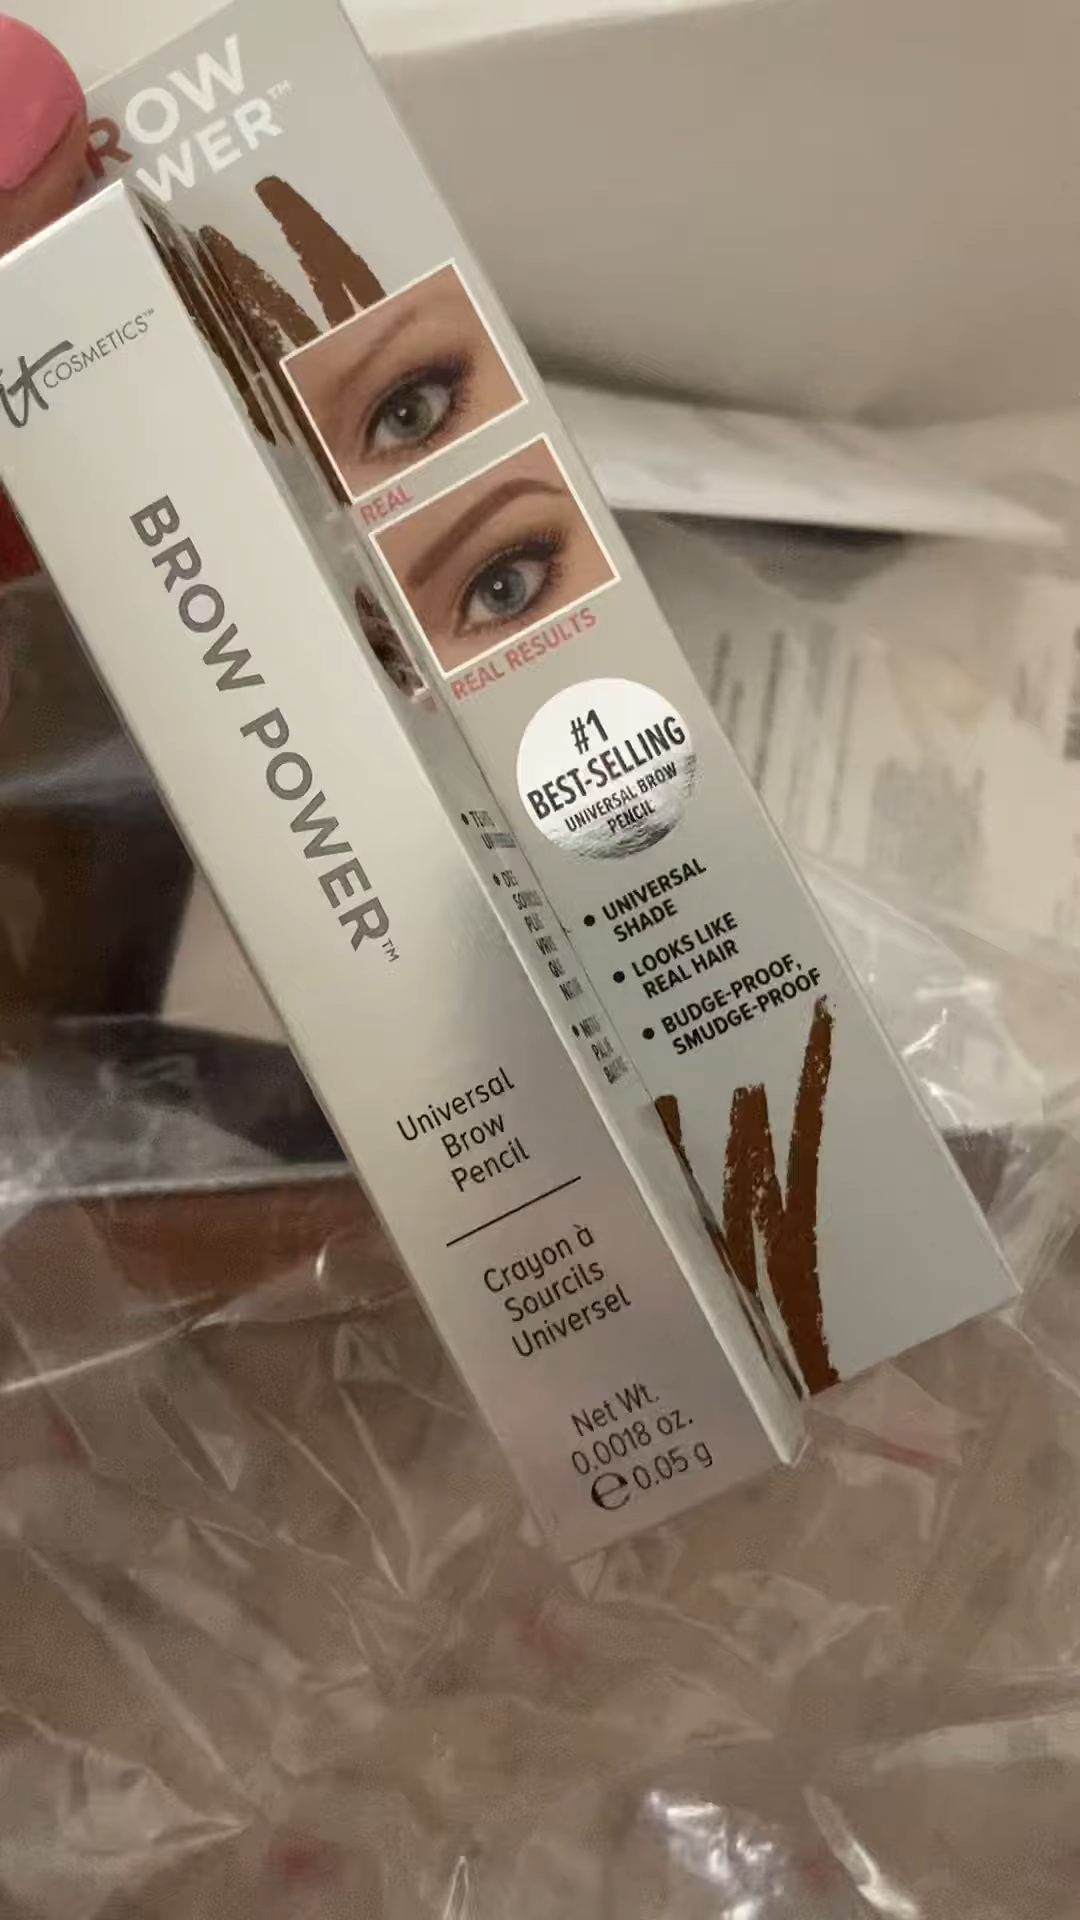 ROW
WER™
it COSMETICS™
BROW POWER™
Universal
Brow
Pencil
Crayon à
Sourcils
Universel
Net Wt.
0.0018 oz.
e 0.05 g
REAL
REAL RESULTS
#1
BEST-SELLING
UNIVERSAL BROW
PENCIL
• UNIVERSAL
SHADE
• LOOKS LIKE
REAL HAIR
• BUDGE-PROOF,
SMUDGE-PROOF